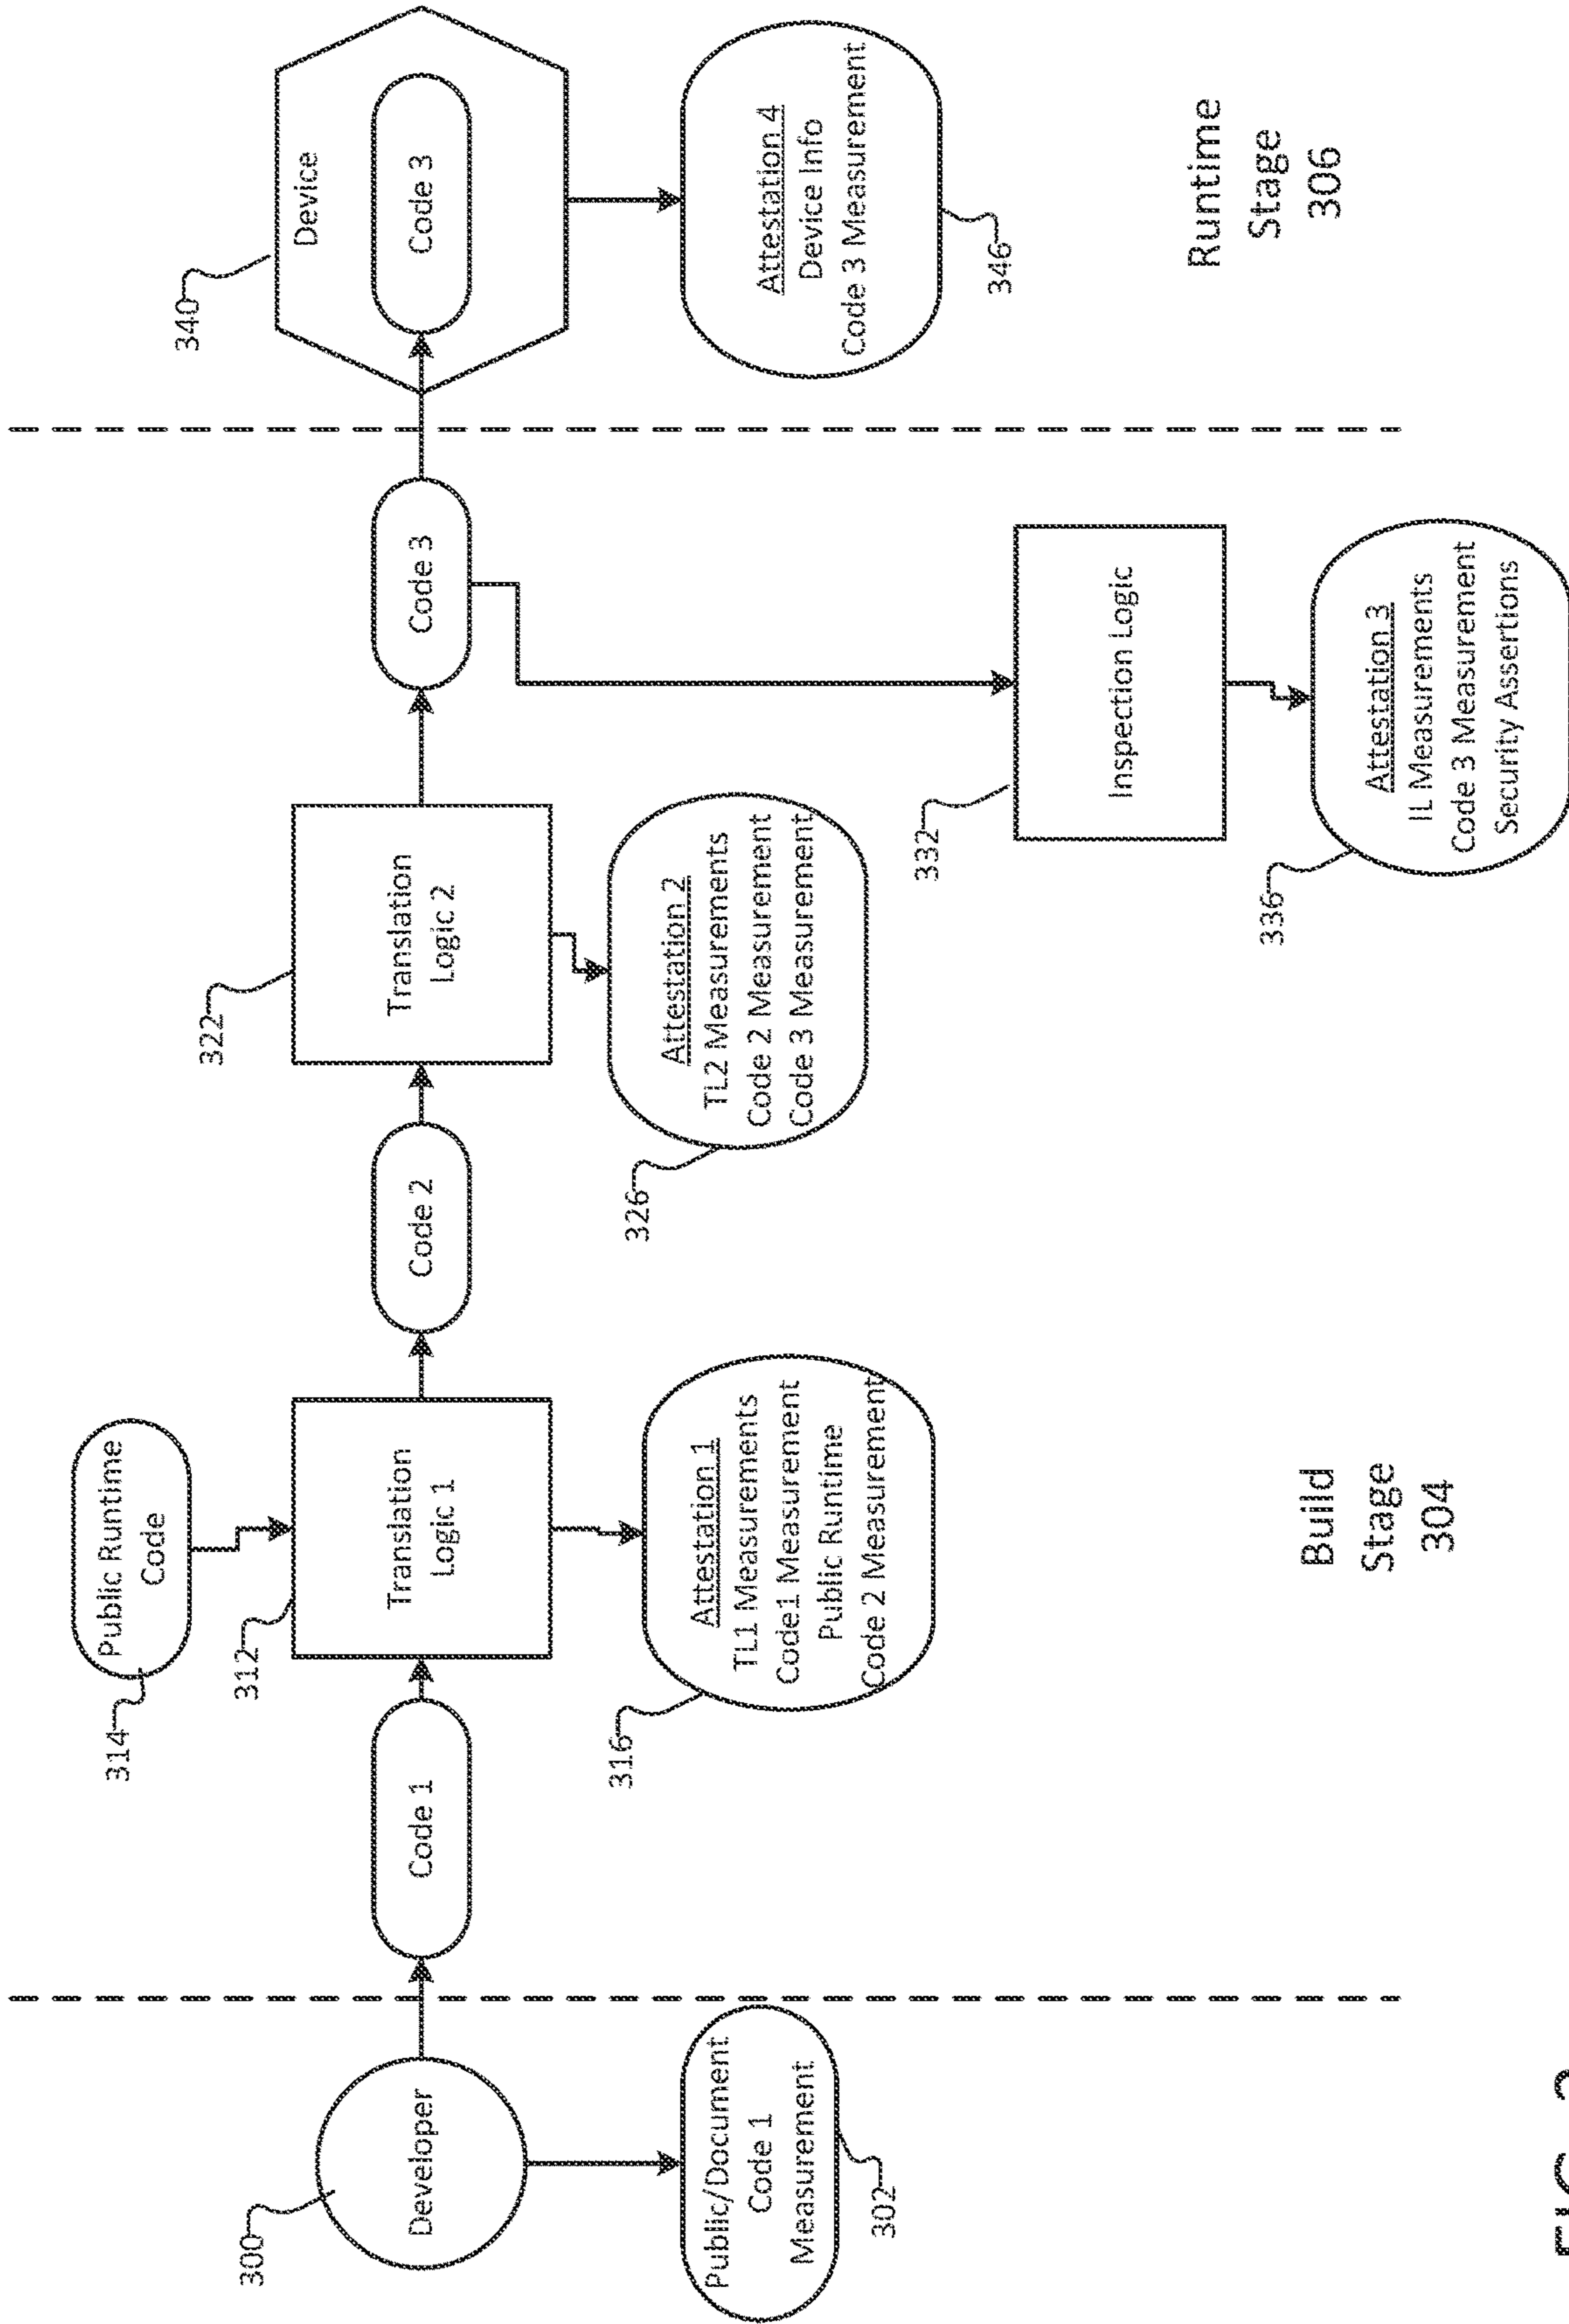 300
Developer
Public/Document
Code 1
Measurement
302
Code 1
314
Public Runtime
Code
312
Translation
Logic 1
316
Attestation 1
TL1 Measurements
Code1 Measurement
Public Runtime
Code 2 Measurement
Code 2
322
Translation
Logic 2
326
Attestation 2
TL2 Measurements
Code 2 Measurement
Code 3 Measurement
Code 3
332
Inspection Logic
336
Attestation 3
IL Measurements
Code 3 Measurement
Security Assertions
340
Device
Code 3
Attestation 4
Device Info
Code 3 Measurement
346
Build
Stage
304
Runtime
Stage
306
FIG.